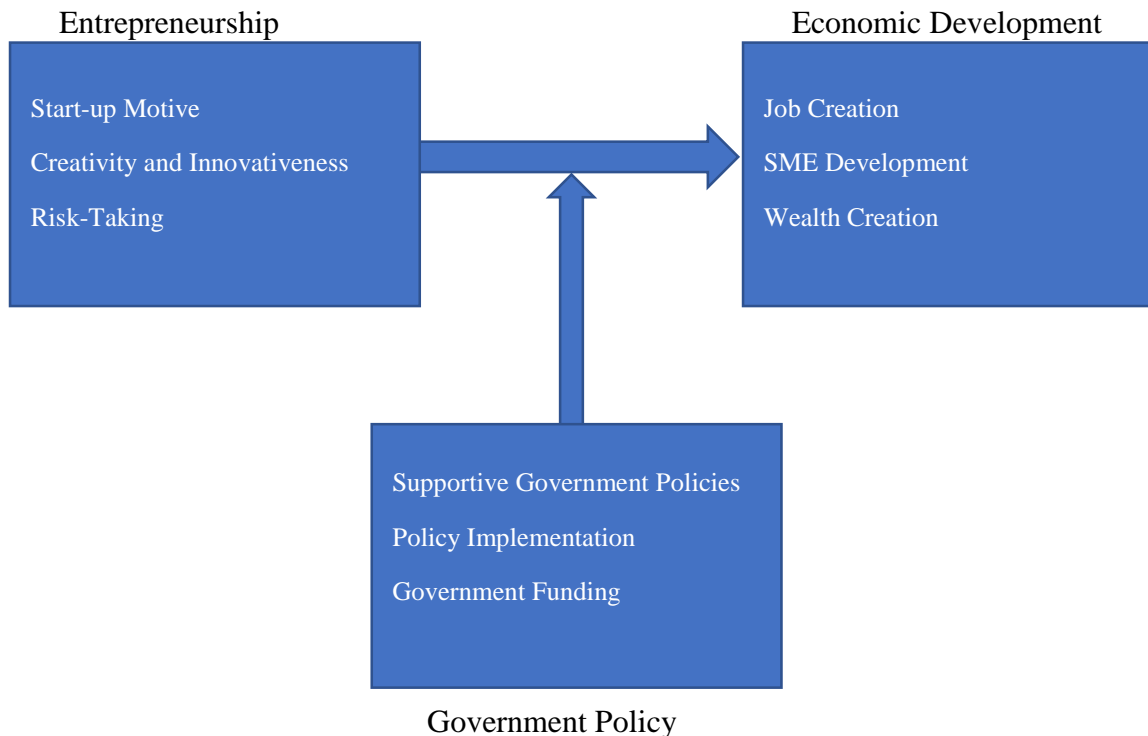 Entrepreneurship
Start-up Motive
Creativity and Innovativeness
Risk-Taking
Economic Development
Job Creation
SME Development
Wealth Creation
Supportive Government Policies
Policy Implementation
Government Funding
Government Policy